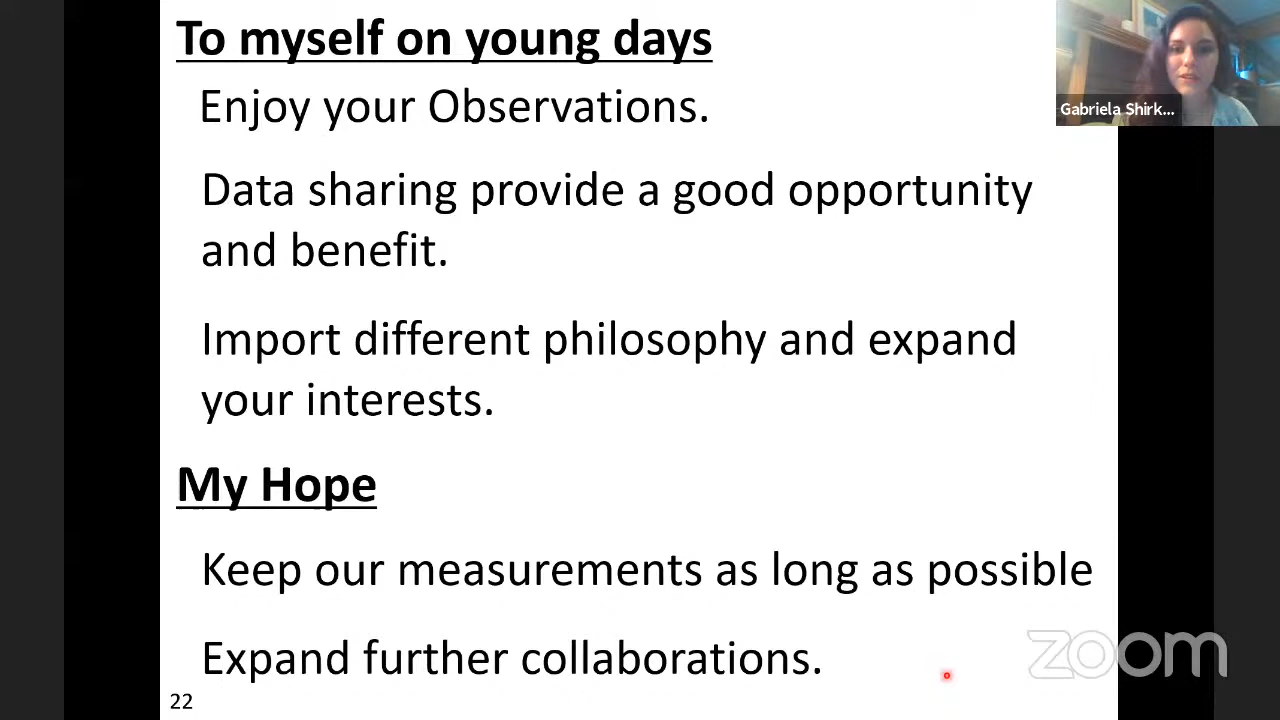 To myself on young days
Gabriela Shirk...
Enjoy your Observations.
Data sharing provide a good opportunity
and benefit.
Import different philosophy and expand
your interests.
My Hope
Keep our measurements as long as possible
Expand further collaborations.
zoom
22